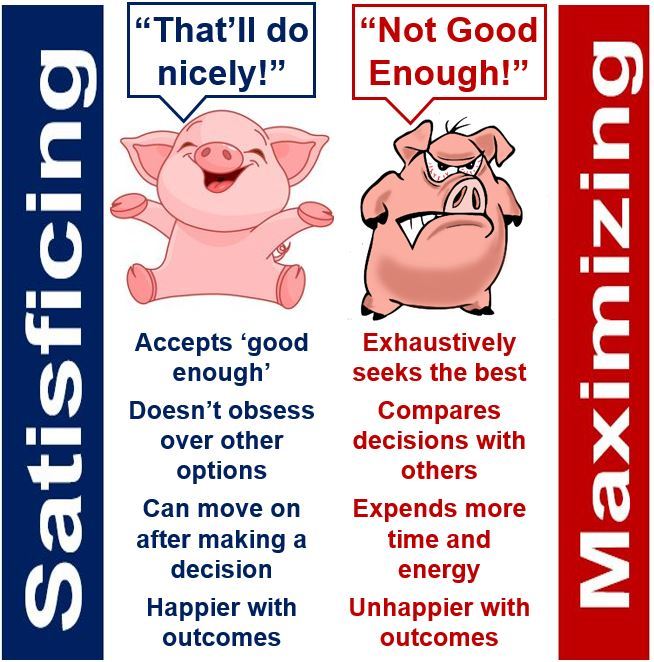 Satisficing
“That’ll do
nicely!”
Accepts ‘good
enough’
Doesn’t obsess
over other
options
Can move on
after making a
decision
Happier with
outcomes
“Not Good
Enough!”
Exhaustively
seeks the best
Compares
decisions with
others
Expends more
time and
energy
Unhappier with
outcomes
Maximizing